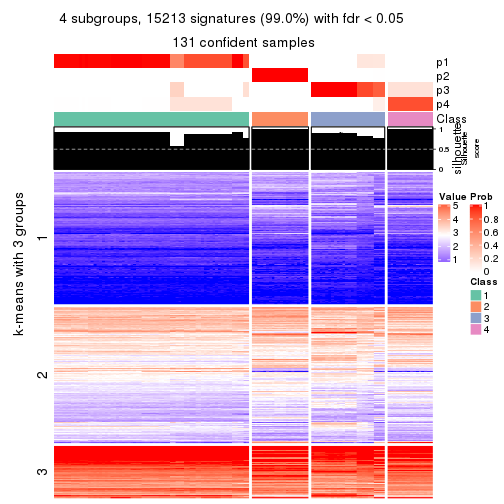 4 subgroups, 15213 signatures (99.0%) with fdr < 0.05
131 confident samples
p1
p2
p3
p4
Class
1
0.5
0
silhouette
Silhouette
score
k-means with 3 groups
1
2
3
Value
5
4
3
2
1
Prob
1
0.8
0.6
0.4
0.2
0
Class
1
2
3
4